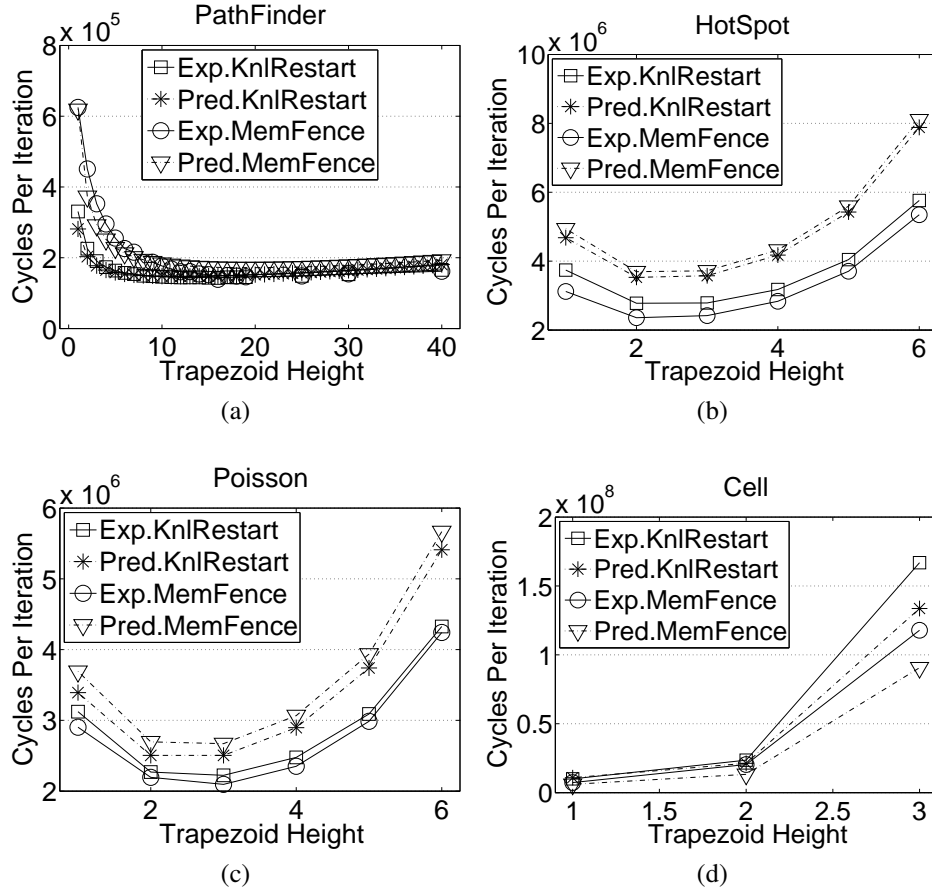 PathFinder
x 10^5
8
6
4
2
0
Cycles Per Iteration
Exp.KnlRestart
Pred.KnlRestart
Exp.MemFence
Pred.MemFence
0 10 20 30 40
Trapezoid Height
(a)
HotSpot
x 10^6
10
8
6
4
2
Cycles Per Iteration
Exp.KnlRestart
Pred.KnlRestart
Exp.MemFence
Pred.MemFence
2 4 6
Trapezoid Height
(b)
Poisson
x 10^6
6
5
4
3
2
Cycles Per Iteration
Exp.KnlRestart
Pred.KnlRestart
Exp.MemFence
Pred.MemFence
2 4 6
Trapezoid Height
(c)
Cell
x 10^8
2
1.5
1
0.5
0
Cycles Per Iteration
Exp.KnlRestart
Pred.KnlRestart
Exp.MemFence
Pred.MemFence
1 1.5 2 2.5 3
Trapezoid Height
(d)